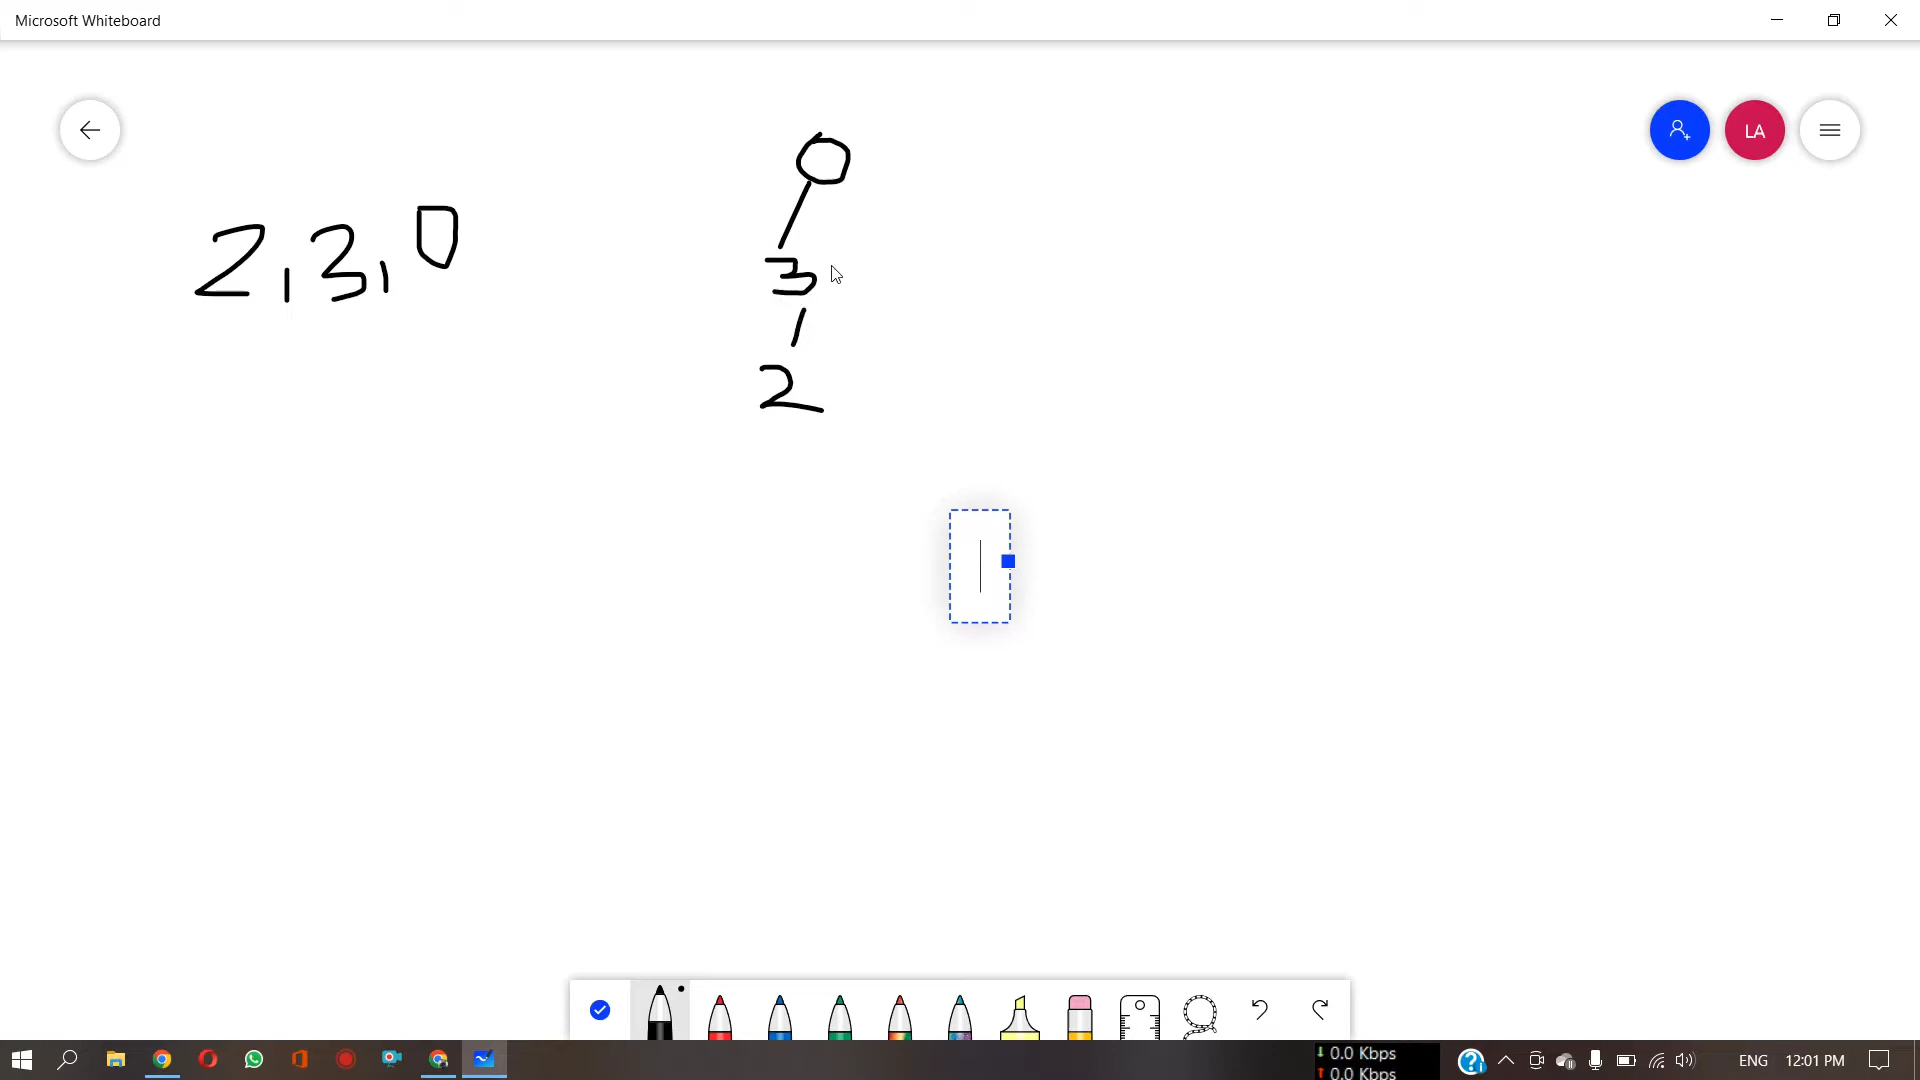 Microsoft Whiteboard
LA
2,3,0
0
3
2
0.0 Kbps
0.0 Kbps
ENG
12:01 PM